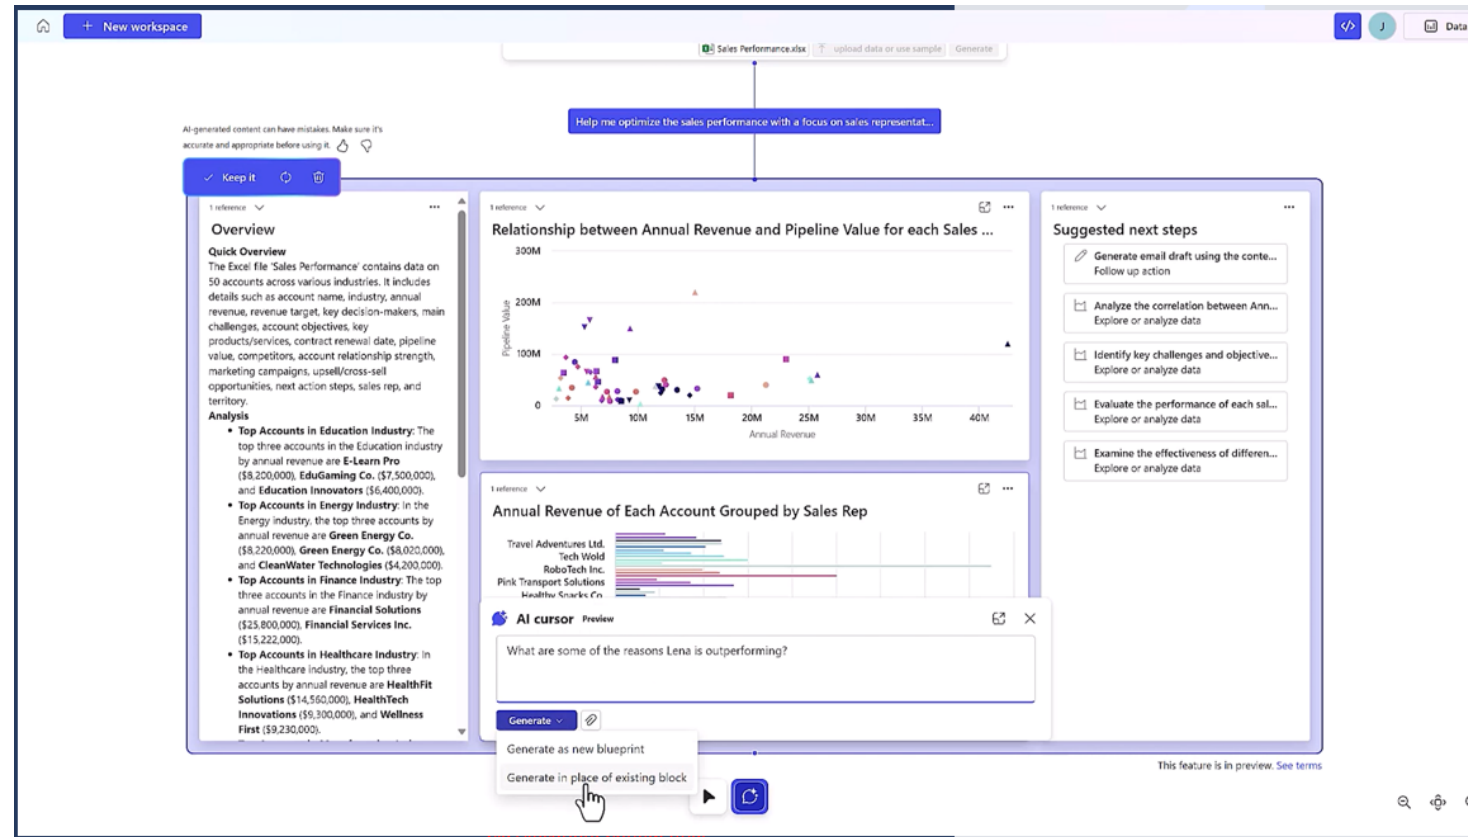 + New workspace
J
Data
Sales Performance.xlsx
upload data or use sample
Generate
Help me optimize the sales performance with a focus on sales representat...
AI-generated content can have mistakes. Make sure it's
accurate and appropriate before using it.
Keep it
1 reference
Overview
Quick Overview
The Excel file 'Sales Performance' contains data on
50 accounts across various industries. It includes
details such as account name, industry, annual
revenue, revenue target, key decision-makers, main
challenges, account objectives, key
products/services, contract renewal date, pipeline
value, competitors, account relationship strength,
marketing campaigns, upsell/cross-sell
opportunities, next action steps, sales rep, and
territory.
Analysis
• Top Accounts in Education Industry: The
top three accounts in the Education industry
by annual revenue are E-Learn Pro
($8,200,000), EduGaming Co. ($7,500,000),
and Education Innovators ($6,400,000).
• Top Accounts in Energy Industry: In the
Energy industry, the top three accounts by
annual revenue are Green Energy Co.
($8,220,000), Green Energy Co. ($8,020,000),
and CleanWater Technologies ($4,200,000).
• Top Accounts in Finance Industry: The top
three accounts in the Finance industry by
annual revenue are Financial Solutions
($25,800,000), Financial Services Inc.
($15,222,000).
• Top Accounts in Healthcare Industry: In
the Healthcare industry, the top three
accounts by annual revenue are HealthFit
Solutions ($14,560,000), HealthTech
Innovations ($9,300,000), and Wellness
First ($9,230,000).
1 reference
Relationship between Annual Revenue and Pipeline Value for each Sales ...
300M
200M
100M
0
Pipeline Value
5M 10M 15M 20M 25M 30M 35M 40M
Annual Revenue
1 reference
Annual Revenue of Each Account Grouped by Sales Rep
Travel Adventures Ltd.
Tech Wold
RoboTech Inc.
Pink Transport Solutions
Healthy Snacks Co.
AI cursor Preview
What are some of the reasons Lena is outperforming?
Generate
Generate as new blueprint
Generate in place of existing block
1 reference
Suggested next steps
Generate email draft using the conte...
Follow up action
Analyze the correlation between Ann...
Explore or analyze data
Identify key challenges and objective...
Explore or analyze data
Evaluate the performance of each sal...
Explore or analyze data
Examine the effectiveness of differen...
Explore or analyze data
This feature is in preview. See terms